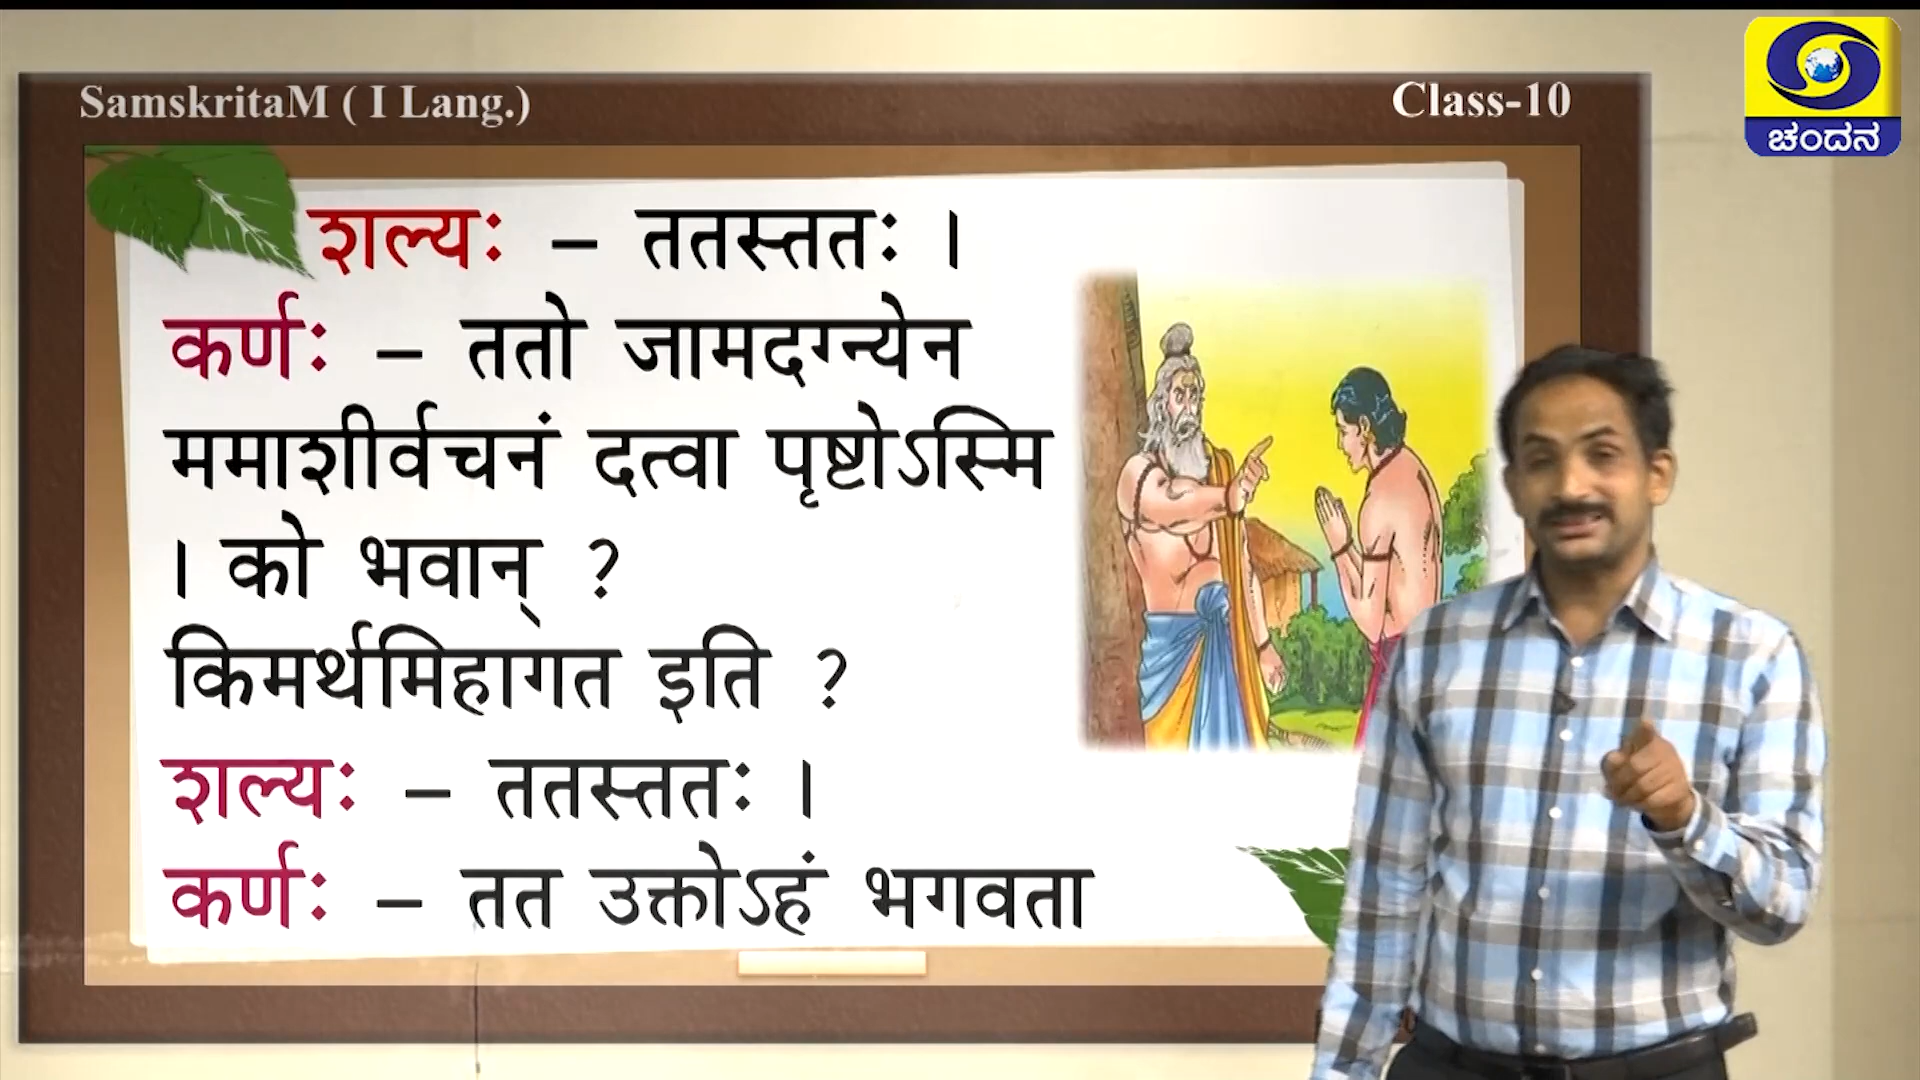 SamskritaM ( I Lang.)
Class-10
ಚಂದನ
शल्यः – ततस्ततः ।
कर्णः – ततो जामदग्न्येन
ममाशीर्वचनं दत्वा पृष्टोऽस्मि
। को भवान् ?
किमर्थमिहागत इति ?
शल्यः – ततस्ततः ।
कर्णः – तत उक्तोऽहं भगवता